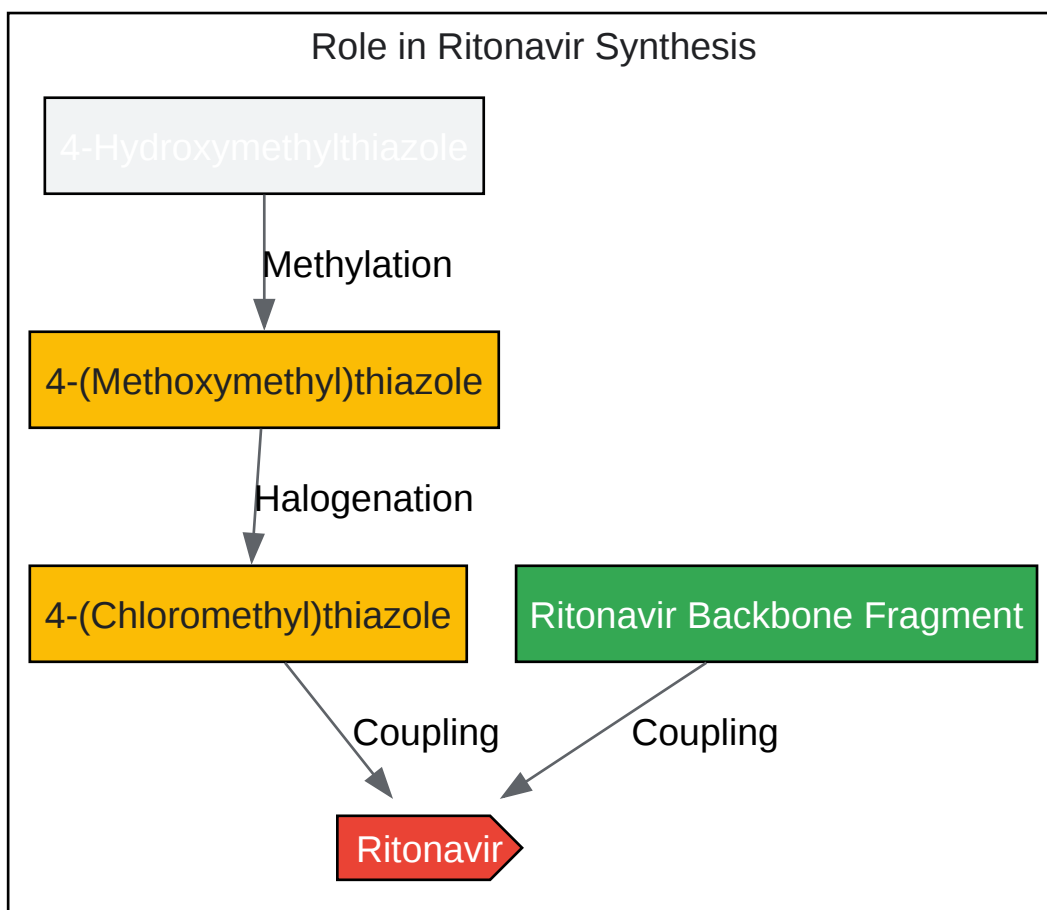 Role in Ritonavir Synthesis
4-Hydroxymethylthiazole
Methylation
4-(Methoxymethyl)thiazole
Halogenation
4-(Chloromethyl)thiazole
Ritonavir Backbone Fragment
Coupling
Coupling
Ritonavir